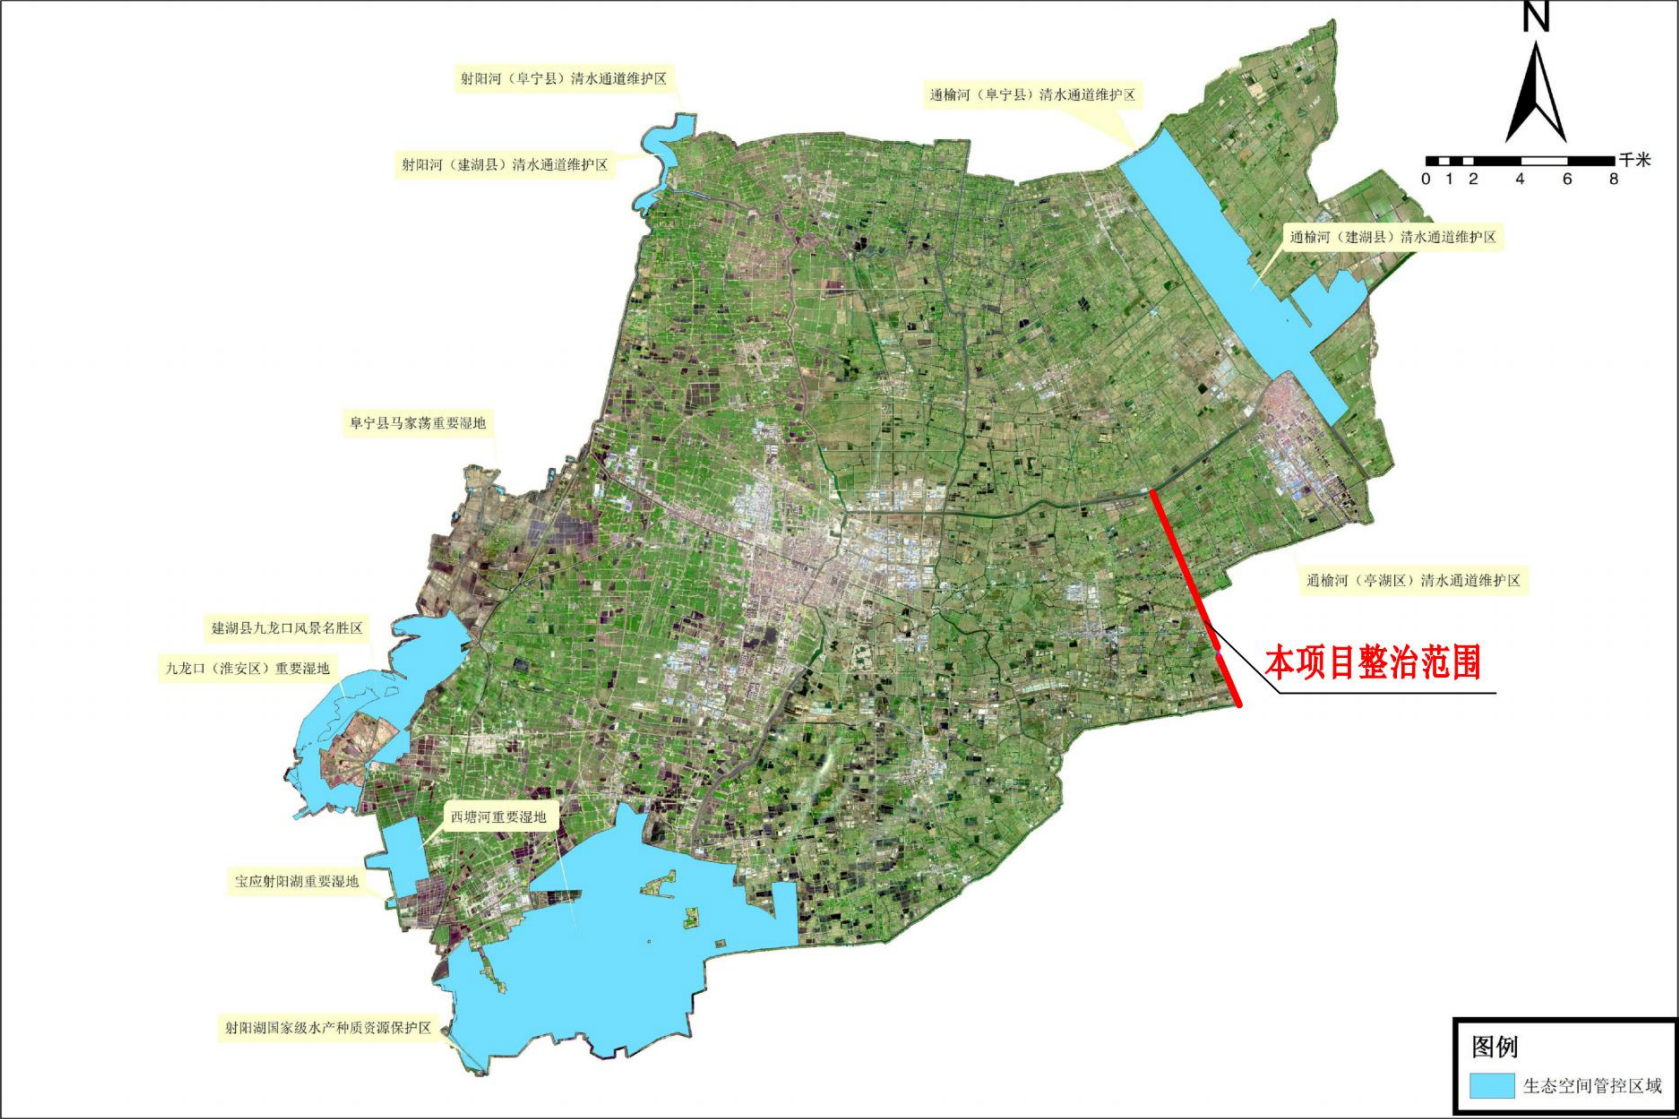 N
千米
0 1 2 4 6 8
射阳河（阜宁县）清水通道维护区
通榆河（阜宁县）清水通道维护区
射阳河（建湖县）清水通道维护区
通榆河（建湖县）清水通道维护区
阜宁县马家荡重要湿地
通榆河（亭湖区）清水通道维护区
建湖县九龙口风景名胜区
本项目整治范围
九龙口（淮安区）重要湿地
西塘河重要湿地
宝应射阳湖重要湿地
射阳湖国家级水产种质资源保护区
图例
生态空间管控区域